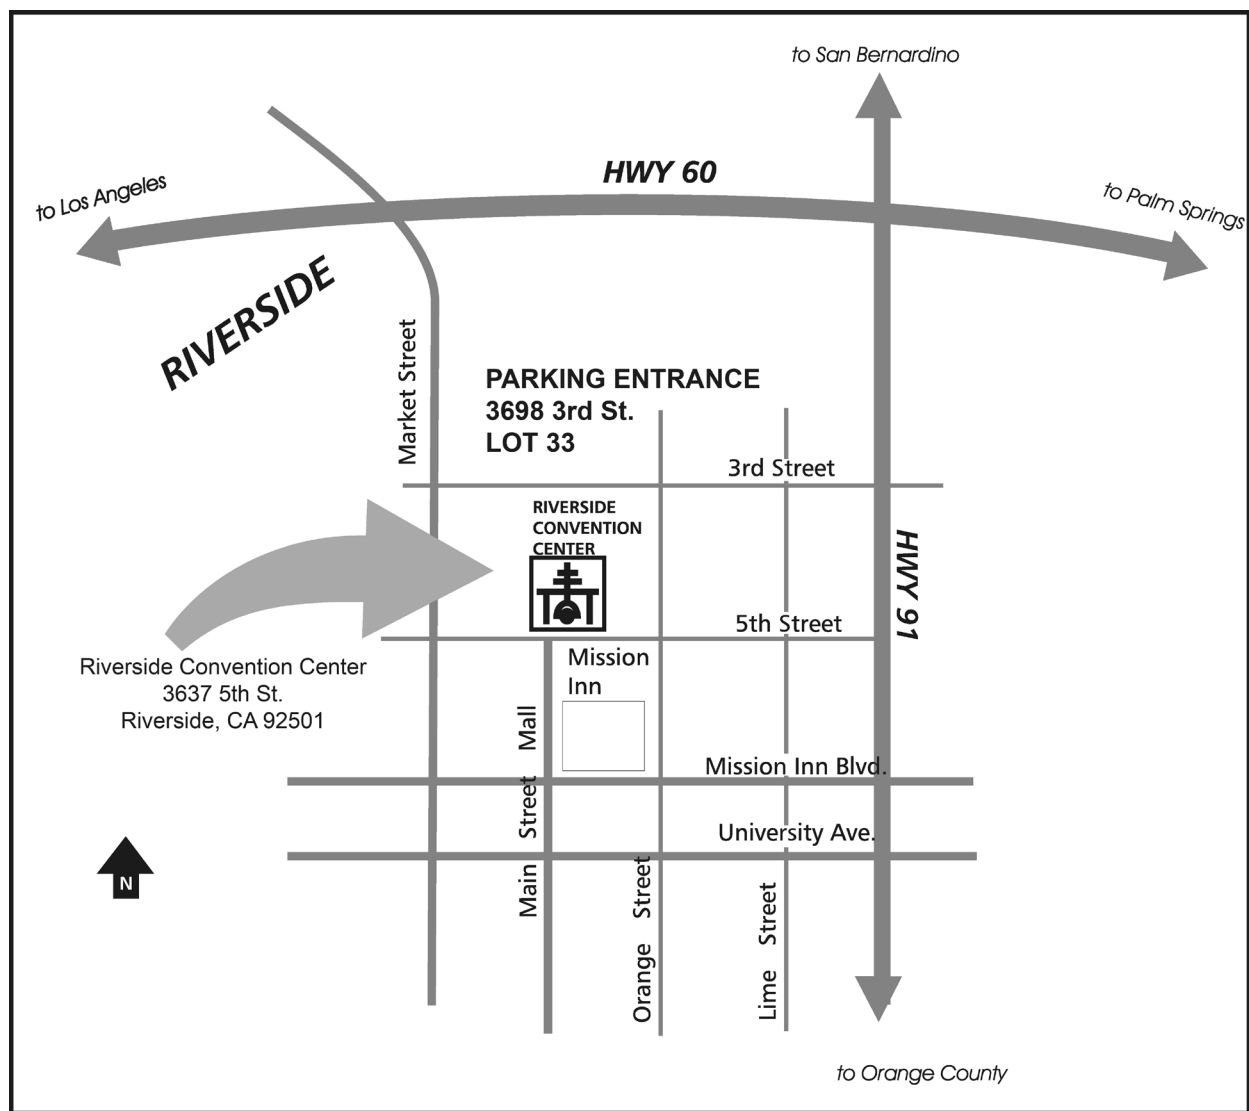 to San Bernardino
HWY 60
to Los Angeles
to Palm Springs
RIVERSIDE
Market Street
PARKING ENTRANCE
3698 3rd St.
LOT 33
3rd Street
RIVERSIDE
CONVENTION
CENTER
HWY 91
5th Street
Riverside Convention Center
3637 5th St.
Riverside, CA 92501
Mission
Inn
Main Street Mall
Mission Inn Blvd.
University Ave.
N
Orange Street
Lime Street
to Orange County